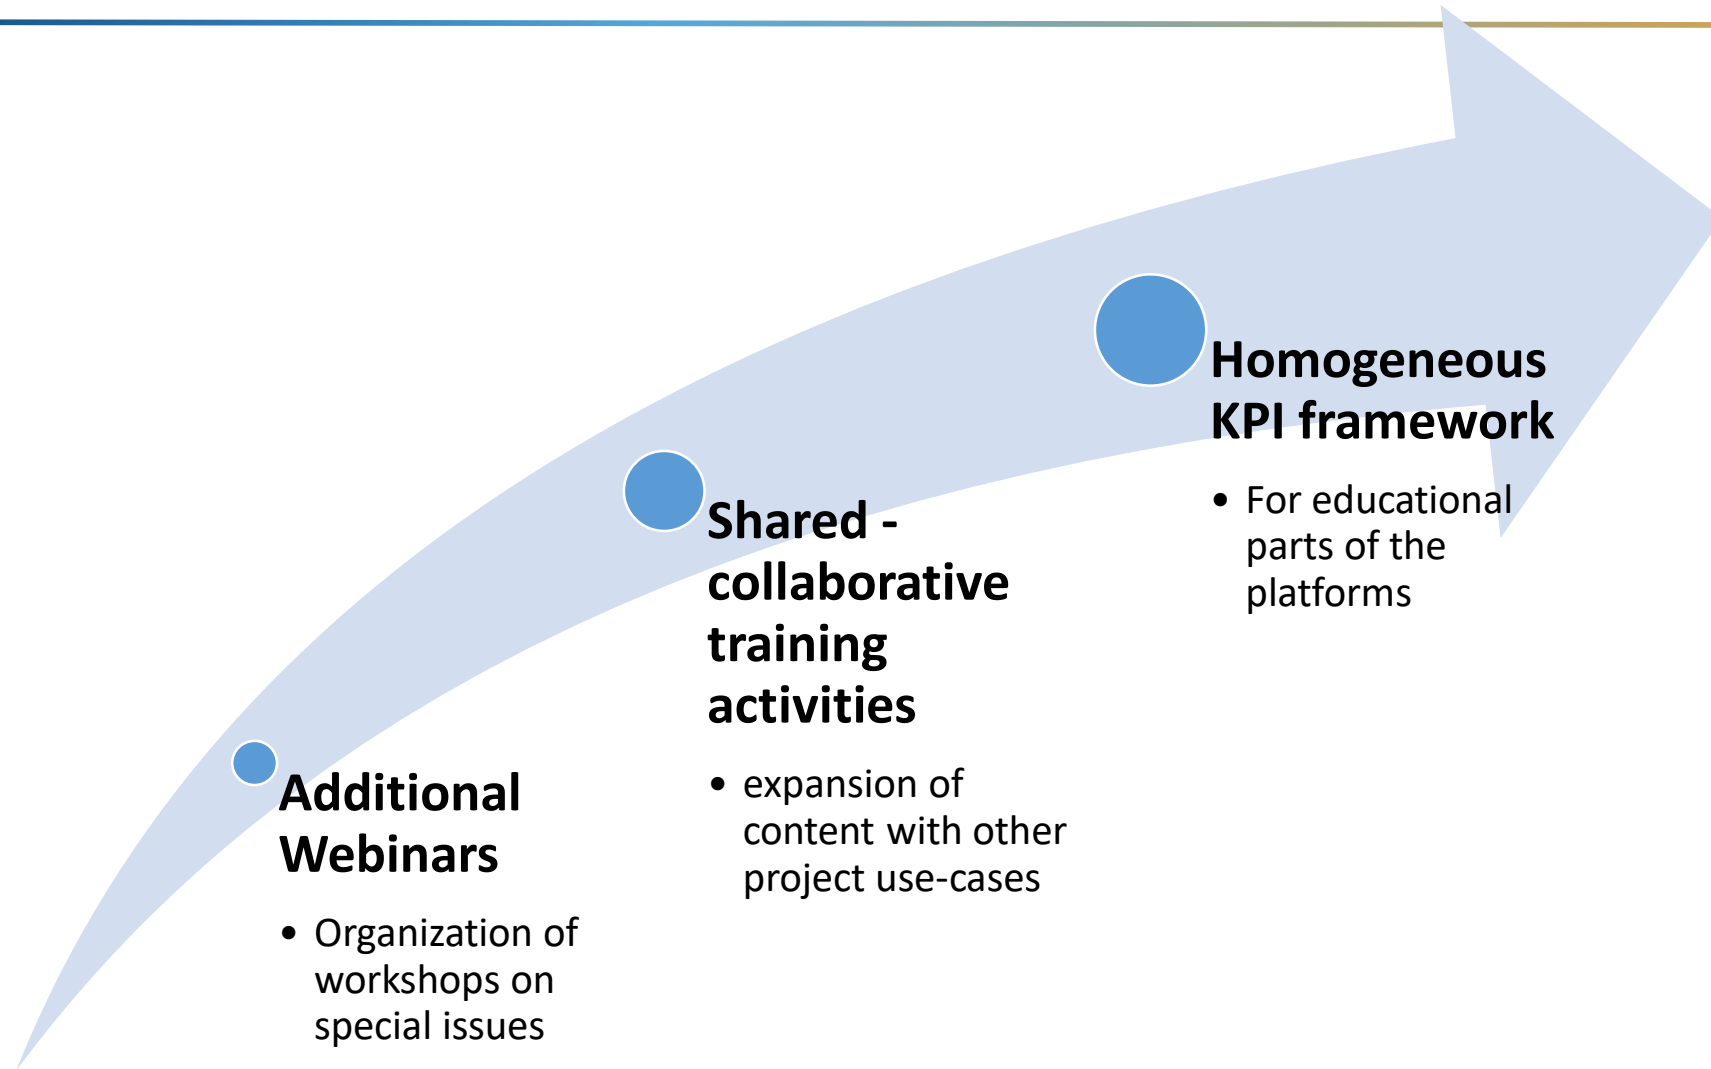 Additional
Webinars
• Organization of
workshops on
special issues
Shared -
collaborative
training
activities
• expansion of
content with other
project use-cases
Homogeneous
KPI framework
• For educational
parts of the
platforms